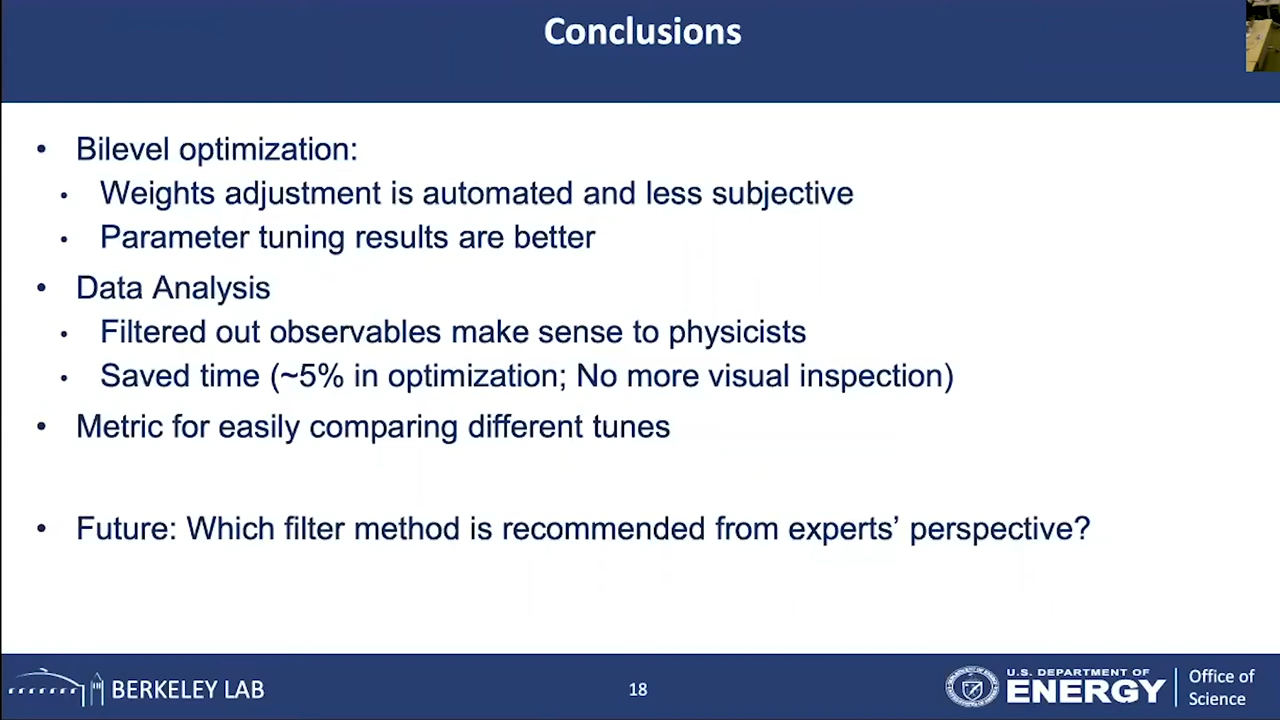 Conclusions
• Bilevel optimization:
• Weights adjustment is automated and less subjective
• Parameter tuning results are better
• Data Analysis
• Filtered out observables make sense to physicists
• Saved time (~5% in optimization; No more visual inspection)
• Metric for easily comparing different tunes
• Future: Which filter method is recommended from experts’ perspective?
BERKELEY LAB
18
U.S. DEPARTMENT OF
ENERGY
Office of
Science